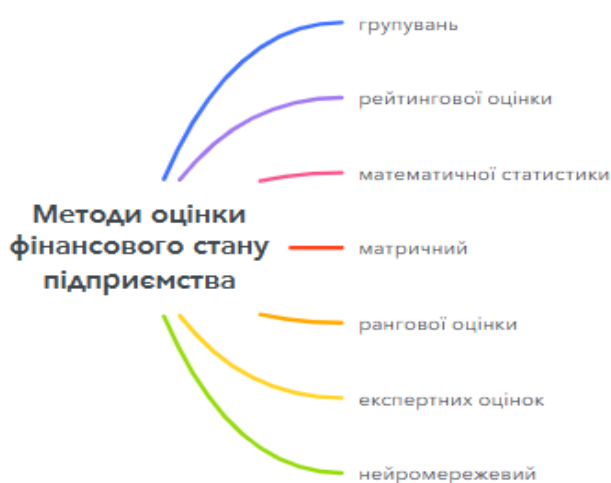 групувань
рейтингової оцінки
математичної статистики
Методи оцінки
фінансового стану
підприємства
матричний
рангової оцінки
експертних оцінок
нейромережевий